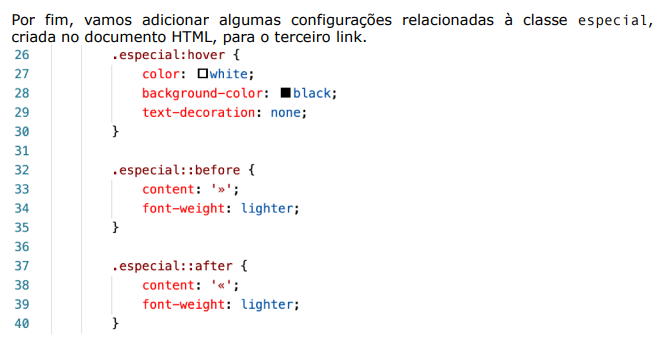 Por fim, vamos adicionar algumas configurações relacionadas à classe especial,
criada no documento HTML, para o terceiro link.
26 .especial:hover {
27 color: white;
28 background-color: black;
29 text-decoration: none;
30 }
31
32 .especial::before {
33 content: '»';
34 font-weight: lighter;
35 }
36
37 .especial::after {
38 content: '«';
39 font-weight: lighter;
40 }